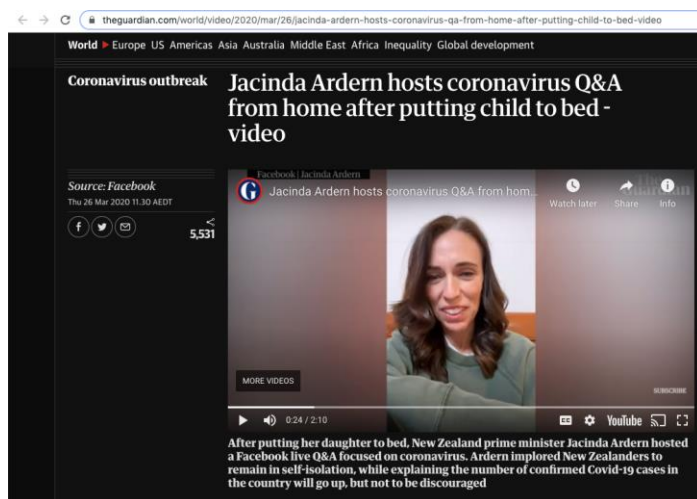 theguardian.com/world/video/2020/mar/26/jacinda-ardern-hosts-coronavirus-qa-from-home-after-putting-child-to-bed-video
World Europe US Americas Asia Australia Middle East Africa Inequality Global development
Coronavirus outbreak
Jacinda Ardern hosts coronavirus Q&A
from home after putting child to bed -
video
Source: Facebook
Thu 26 Mar 2020 11.30 AEDT
5,531
Facebook | Jacinda Ardern
The
Guardian
G
Jacinda Ardern hosts coronavirus Q&A from hom...
Watch later
Share
Info
MORE VIDEOS
SUBSCRIBE
0:24 / 2:10
CC
YouTube
After putting her daughter to bed, New Zealand prime minister Jacinda Ardern hosted
a Facebook live Q&A focused on coronavirus. Ardern implored New Zealanders to
remain in self-isolation, while explaining the number of confirmed Covid-19 cases in
the country will go up, but not to be discouraged